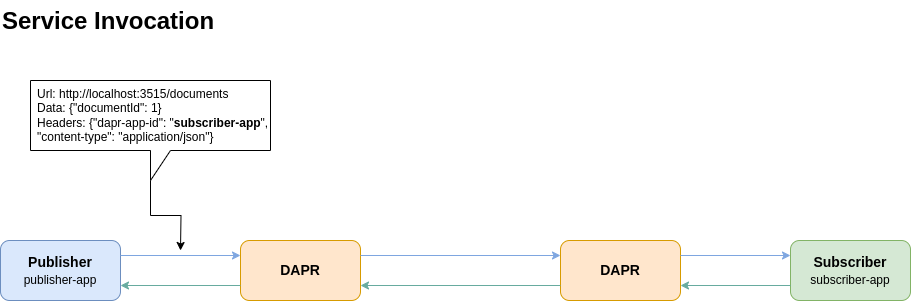 Service Invocation
Url: http://localhost:3515/documents
Data: {"documentId": 1}
Headers: {"dapr-app-id": "subscriber-app",
"content-type": "application/json"}
Publisher
publisher-app
DAPR
DAPR
Subscriber
subscriber-app